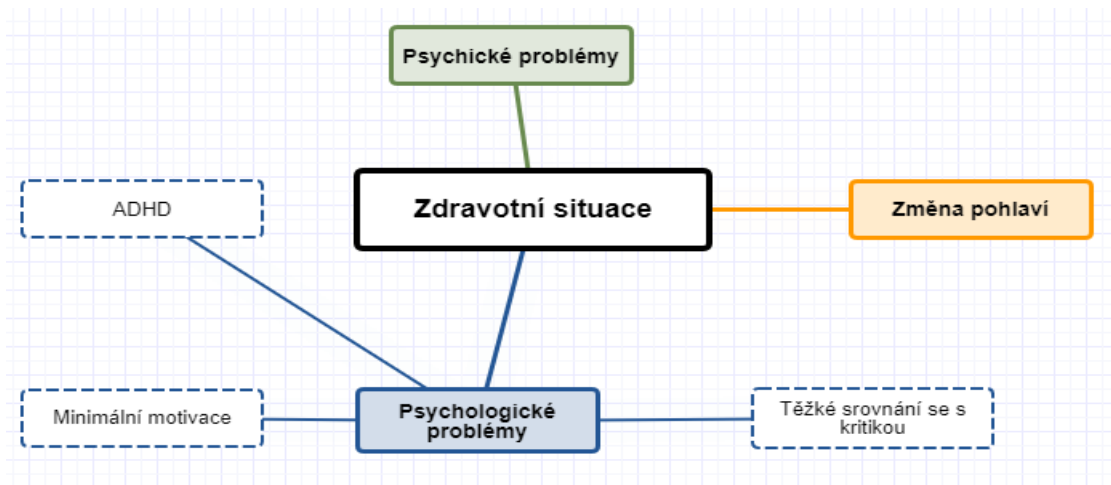 Psychické problémy
Zdravotní situace
ADHD
Změna pohlaví
Minimální motivace
Psychologické
problémy
Těžké srovnání se s
kritikou